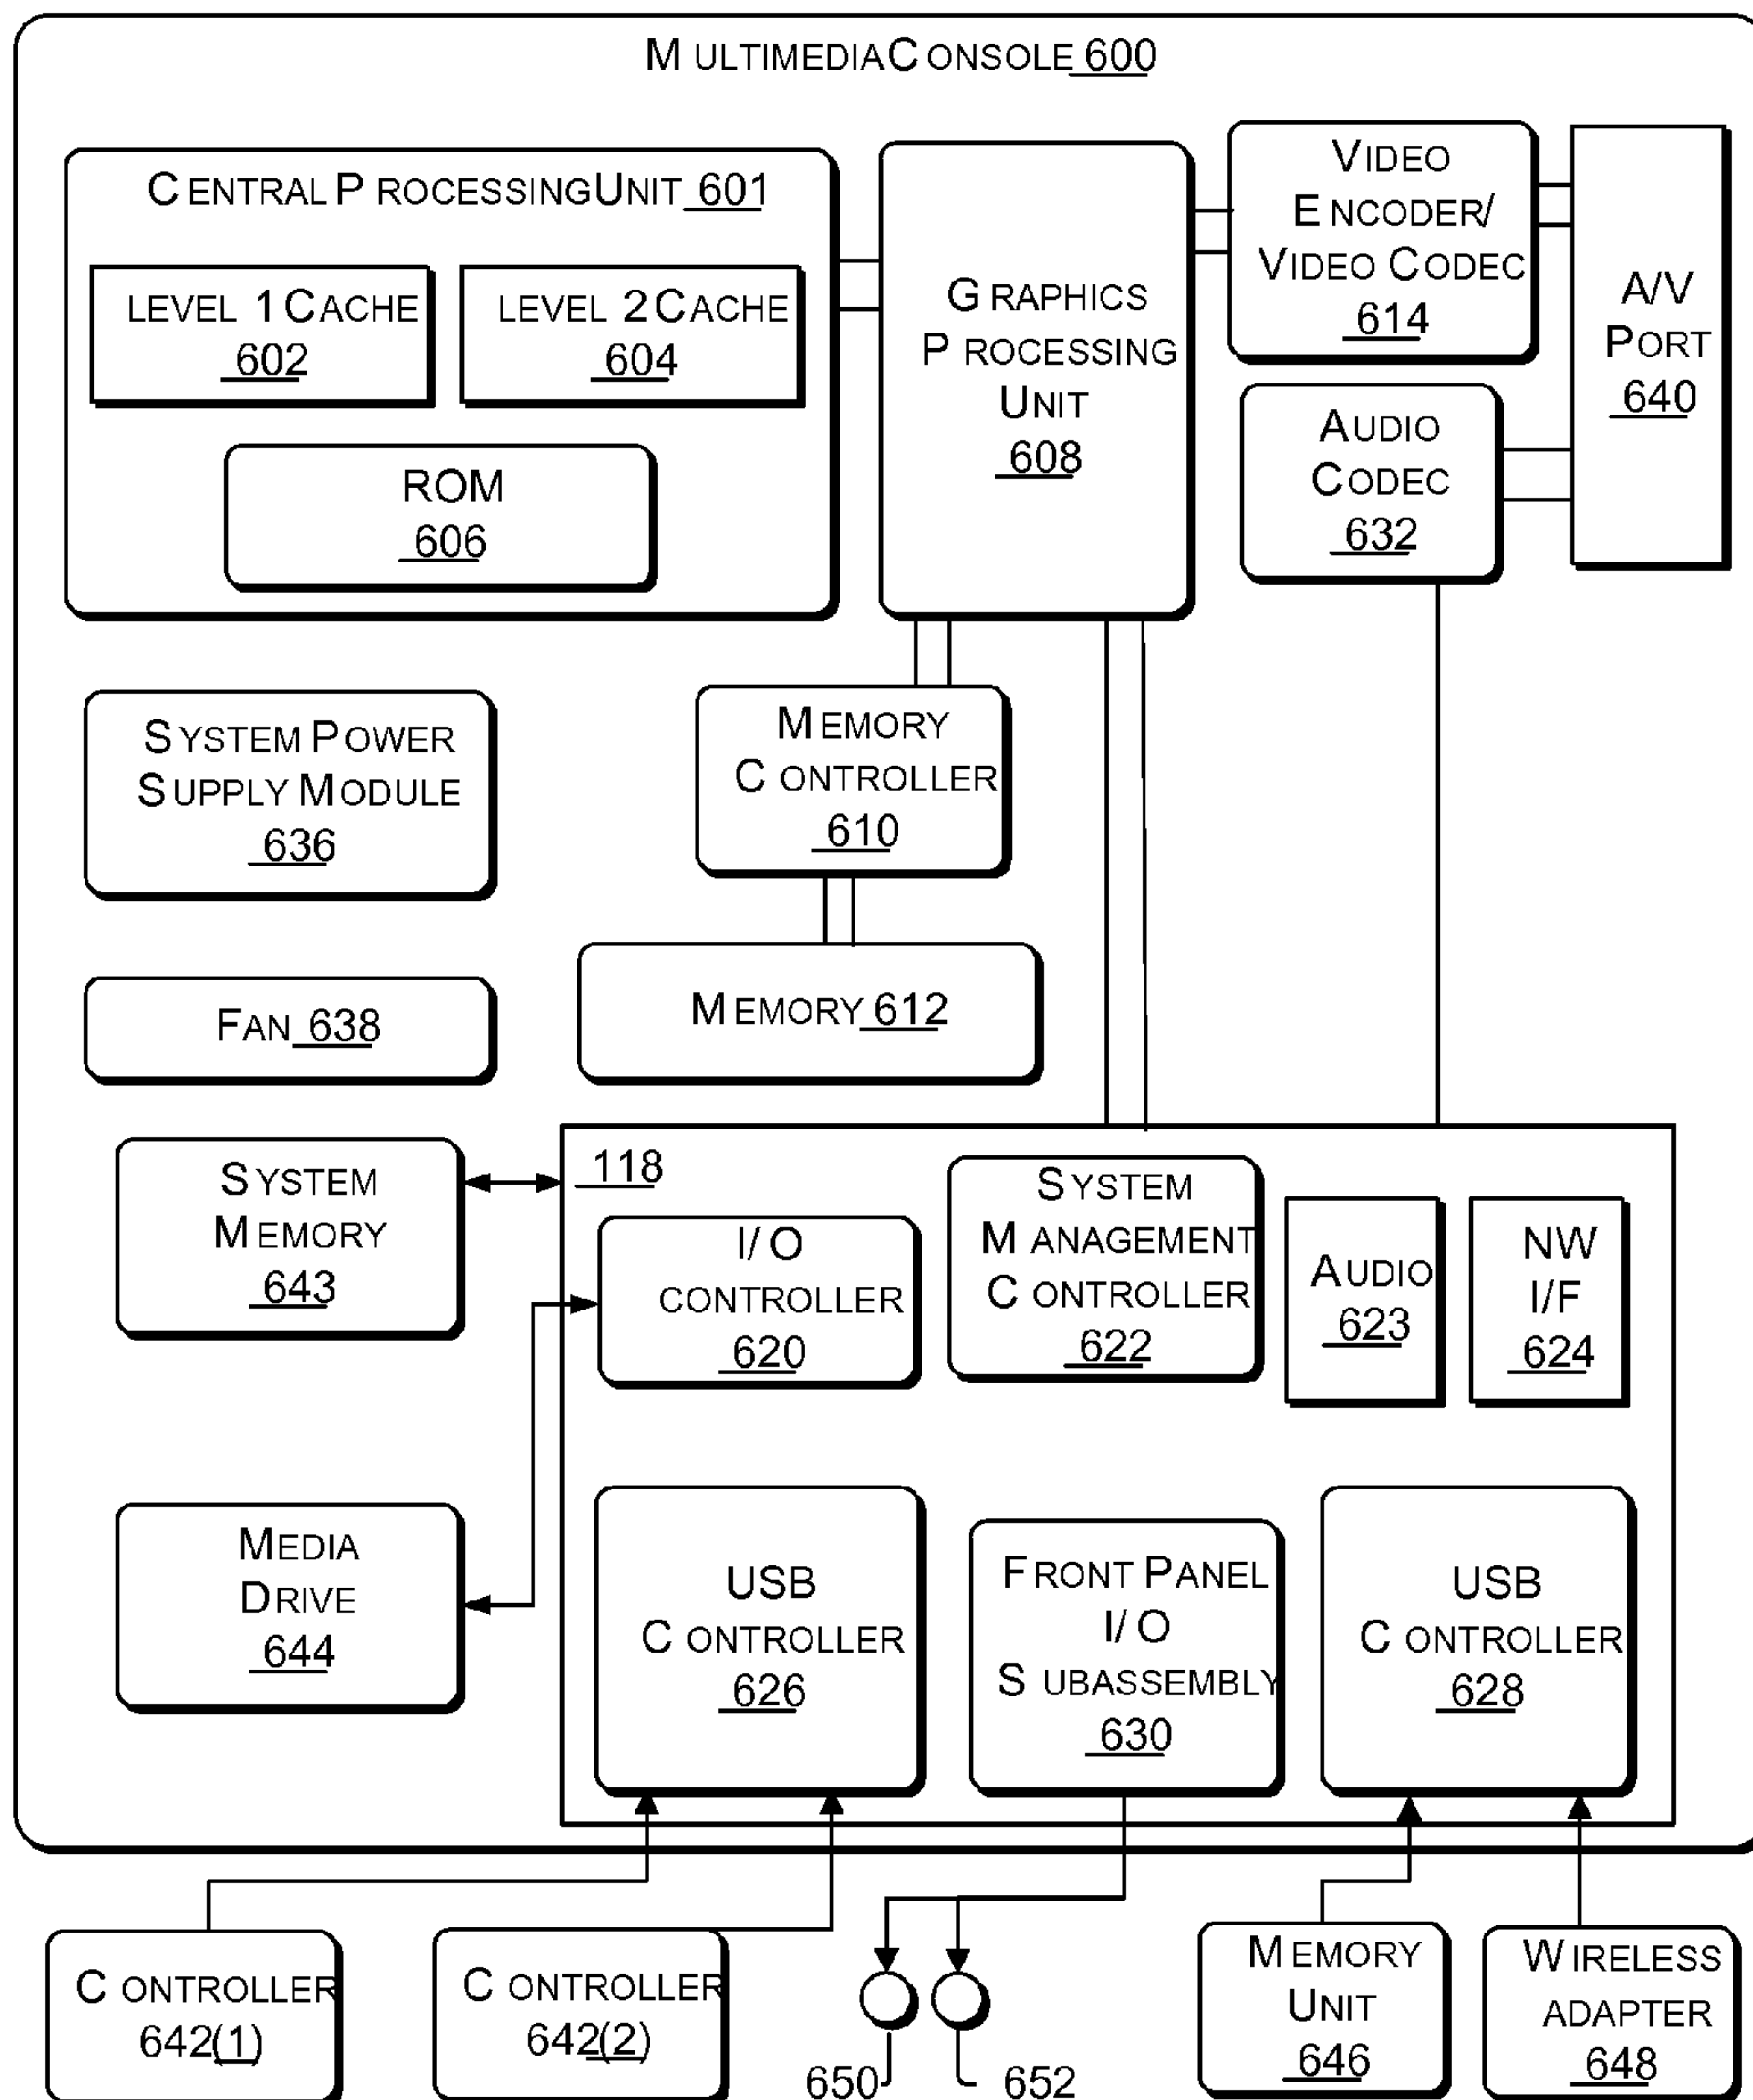 MULTIMEDIA CONSOLE 600
CENTRAL PROCESSING UNIT 601
LEVEL 1 CACHE
602
LEVEL 2 CACHE
604
ROM
606
GRAPHICS
PROCESSING
UNIT
608
VIDEO
ENCODER/
VIDEO CODEC
614
AUDIO
CODEC
632
A/V
PORT
640
SYSTEM POWER
SUPPLY MODULE
636
MEMORY
CONTROLLER
610
FAN 638
MEMORY 612
SYSTEM
MEMORY
643
118
I/O
CONTROLLER
620
SYSTEM
MANAGEMENT
CONTROLLER
622
AUDIO
623
NW
I/F
624
MEDIA
DRIVE
644
USB
CONTROLLER
626
FRONT PANEL
I/O
SUBASSEMBLY
630
USB
CONTROLLER
628
CONTROLLER
642(1)
CONTROLLER
642(2)
650
652
MEMORY
UNIT
646
WIRELESS
ADAPTER
648